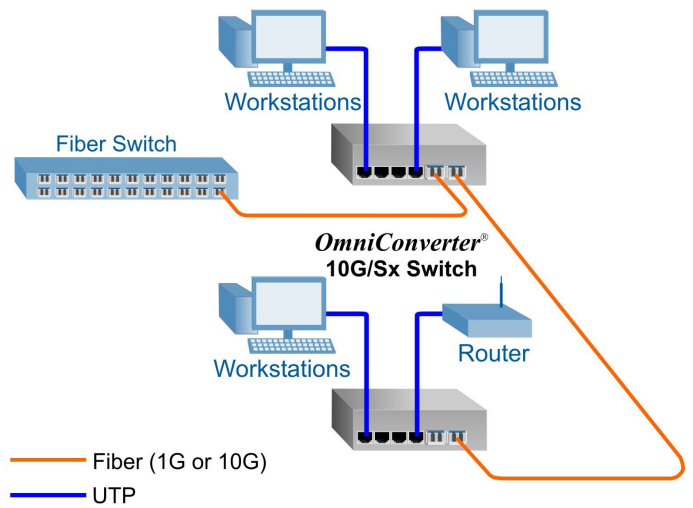 Workstations
Workstations
Fiber Switch
OmniConverter®
10G/Sx Switch
Workstations
Router
Fiber (1G or 10G)
UTP